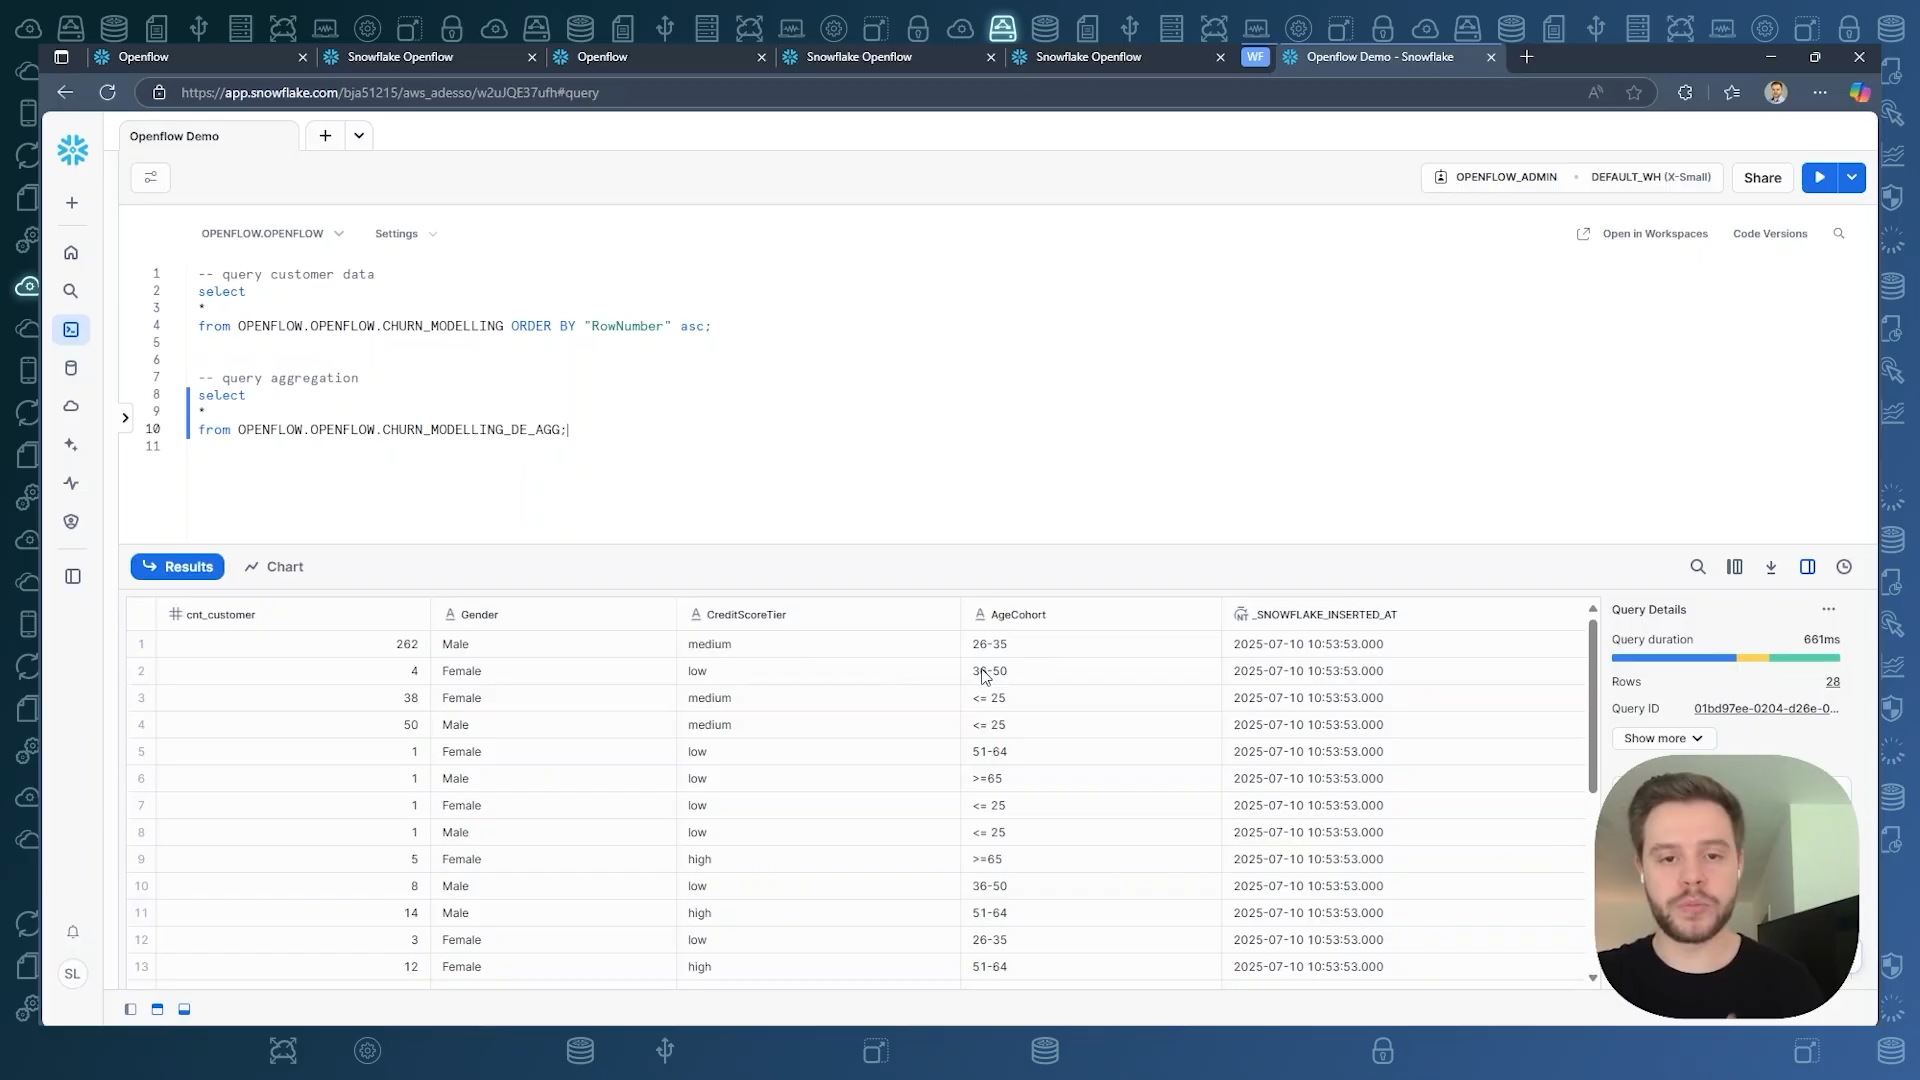 Openflow
Snowflake Openflow
Openflow
Snowflake Openflow
Snowflake Openflow
WF
Openflow Demo - Snowflake
https://app.snowflake.com/bja51215/aws_adesso/w2uJQE37ufh#query
Openflow Demo
OPENFLOW_ADMIN
DEFAULT_WH (X-Small)
Share
OPENFLOW.OPENFLOW
Settings
Open in Workspaces
Code Versions
1 -- query customer data
2 select
3 *
4 from OPENFLOW.OPENFLOW.CHURN_MODELLING ORDER BY "RowNumber" asc;
5
6
7 -- query aggregation
8 select
9 *
10 from OPENFLOW.OPENFLOW.CHURN_MODELLING_DE_AGG;
11
Results
Chart
cnt_customer Gender CreditScoreTier AgeCohort _SNOWFLAKE_INSERTED_AT
1 262 Male medium 26-35 2025-07-10 10:53:53.000
2 4 Female low 36-50 2025-07-10 10:53:53.000
3 38 Female medium <= 25 2025-07-10 10:53:53.000
4 50 Male medium <= 25 2025-07-10 10:53:53.000
5 1 Female low 51-64 2025-07-10 10:53:53.000
6 1 Male low >=65 2025-07-10 10:53:53.000
7 1 Female low <= 25 2025-07-10 10:53:53.000
8 1 Male low <= 25 2025-07-10 10:53:53.000
9 5 Female high >=65 2025-07-10 10:53:53.000
10 8 Male low 36-50 2025-07-10 10:53:53.000
11 14 Male high 51-64 2025-07-10 10:53:53.000
12 3 Female low 26-35 2025-07-10 10:53:53.000
13 12 Female high 51-64 2025-07-10 10:53:53.000
Query Details
Query duration 661ms
Rows 28
Query ID 01bd97ee-0204-d26e-0...
Show more
SL